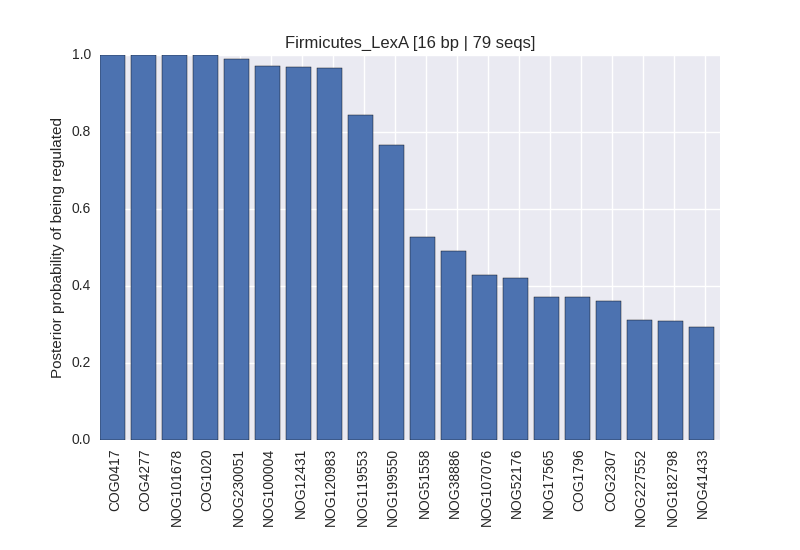 Firmicutes_LexA [16 bp | 79 seqs]
Posterior probability of being regulated
1.0
0.8
0.6
0.4
0.2
0.0
COG0417
COG4277
NOG101678
COG1020
NOG230051
NOG100004
NOG12431
NOG120983
NOG119553
NOG199550
NOG51558
NOG38886
NOG107076
NOG52176
NOG17565
COG1796
COG2307
NOG227552
NOG182798
NOG41433